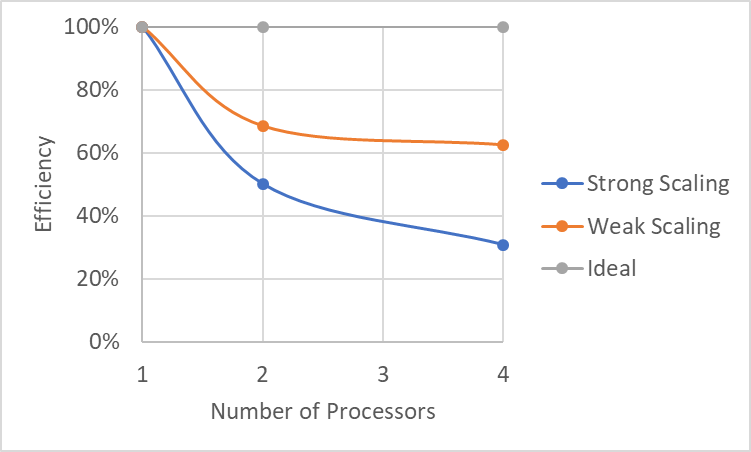 100%
80%
60%
40%
20%
0%
Efficiency
1 2 3 4
Number of Processors
Strong Scaling
Weak Scaling
Ideal